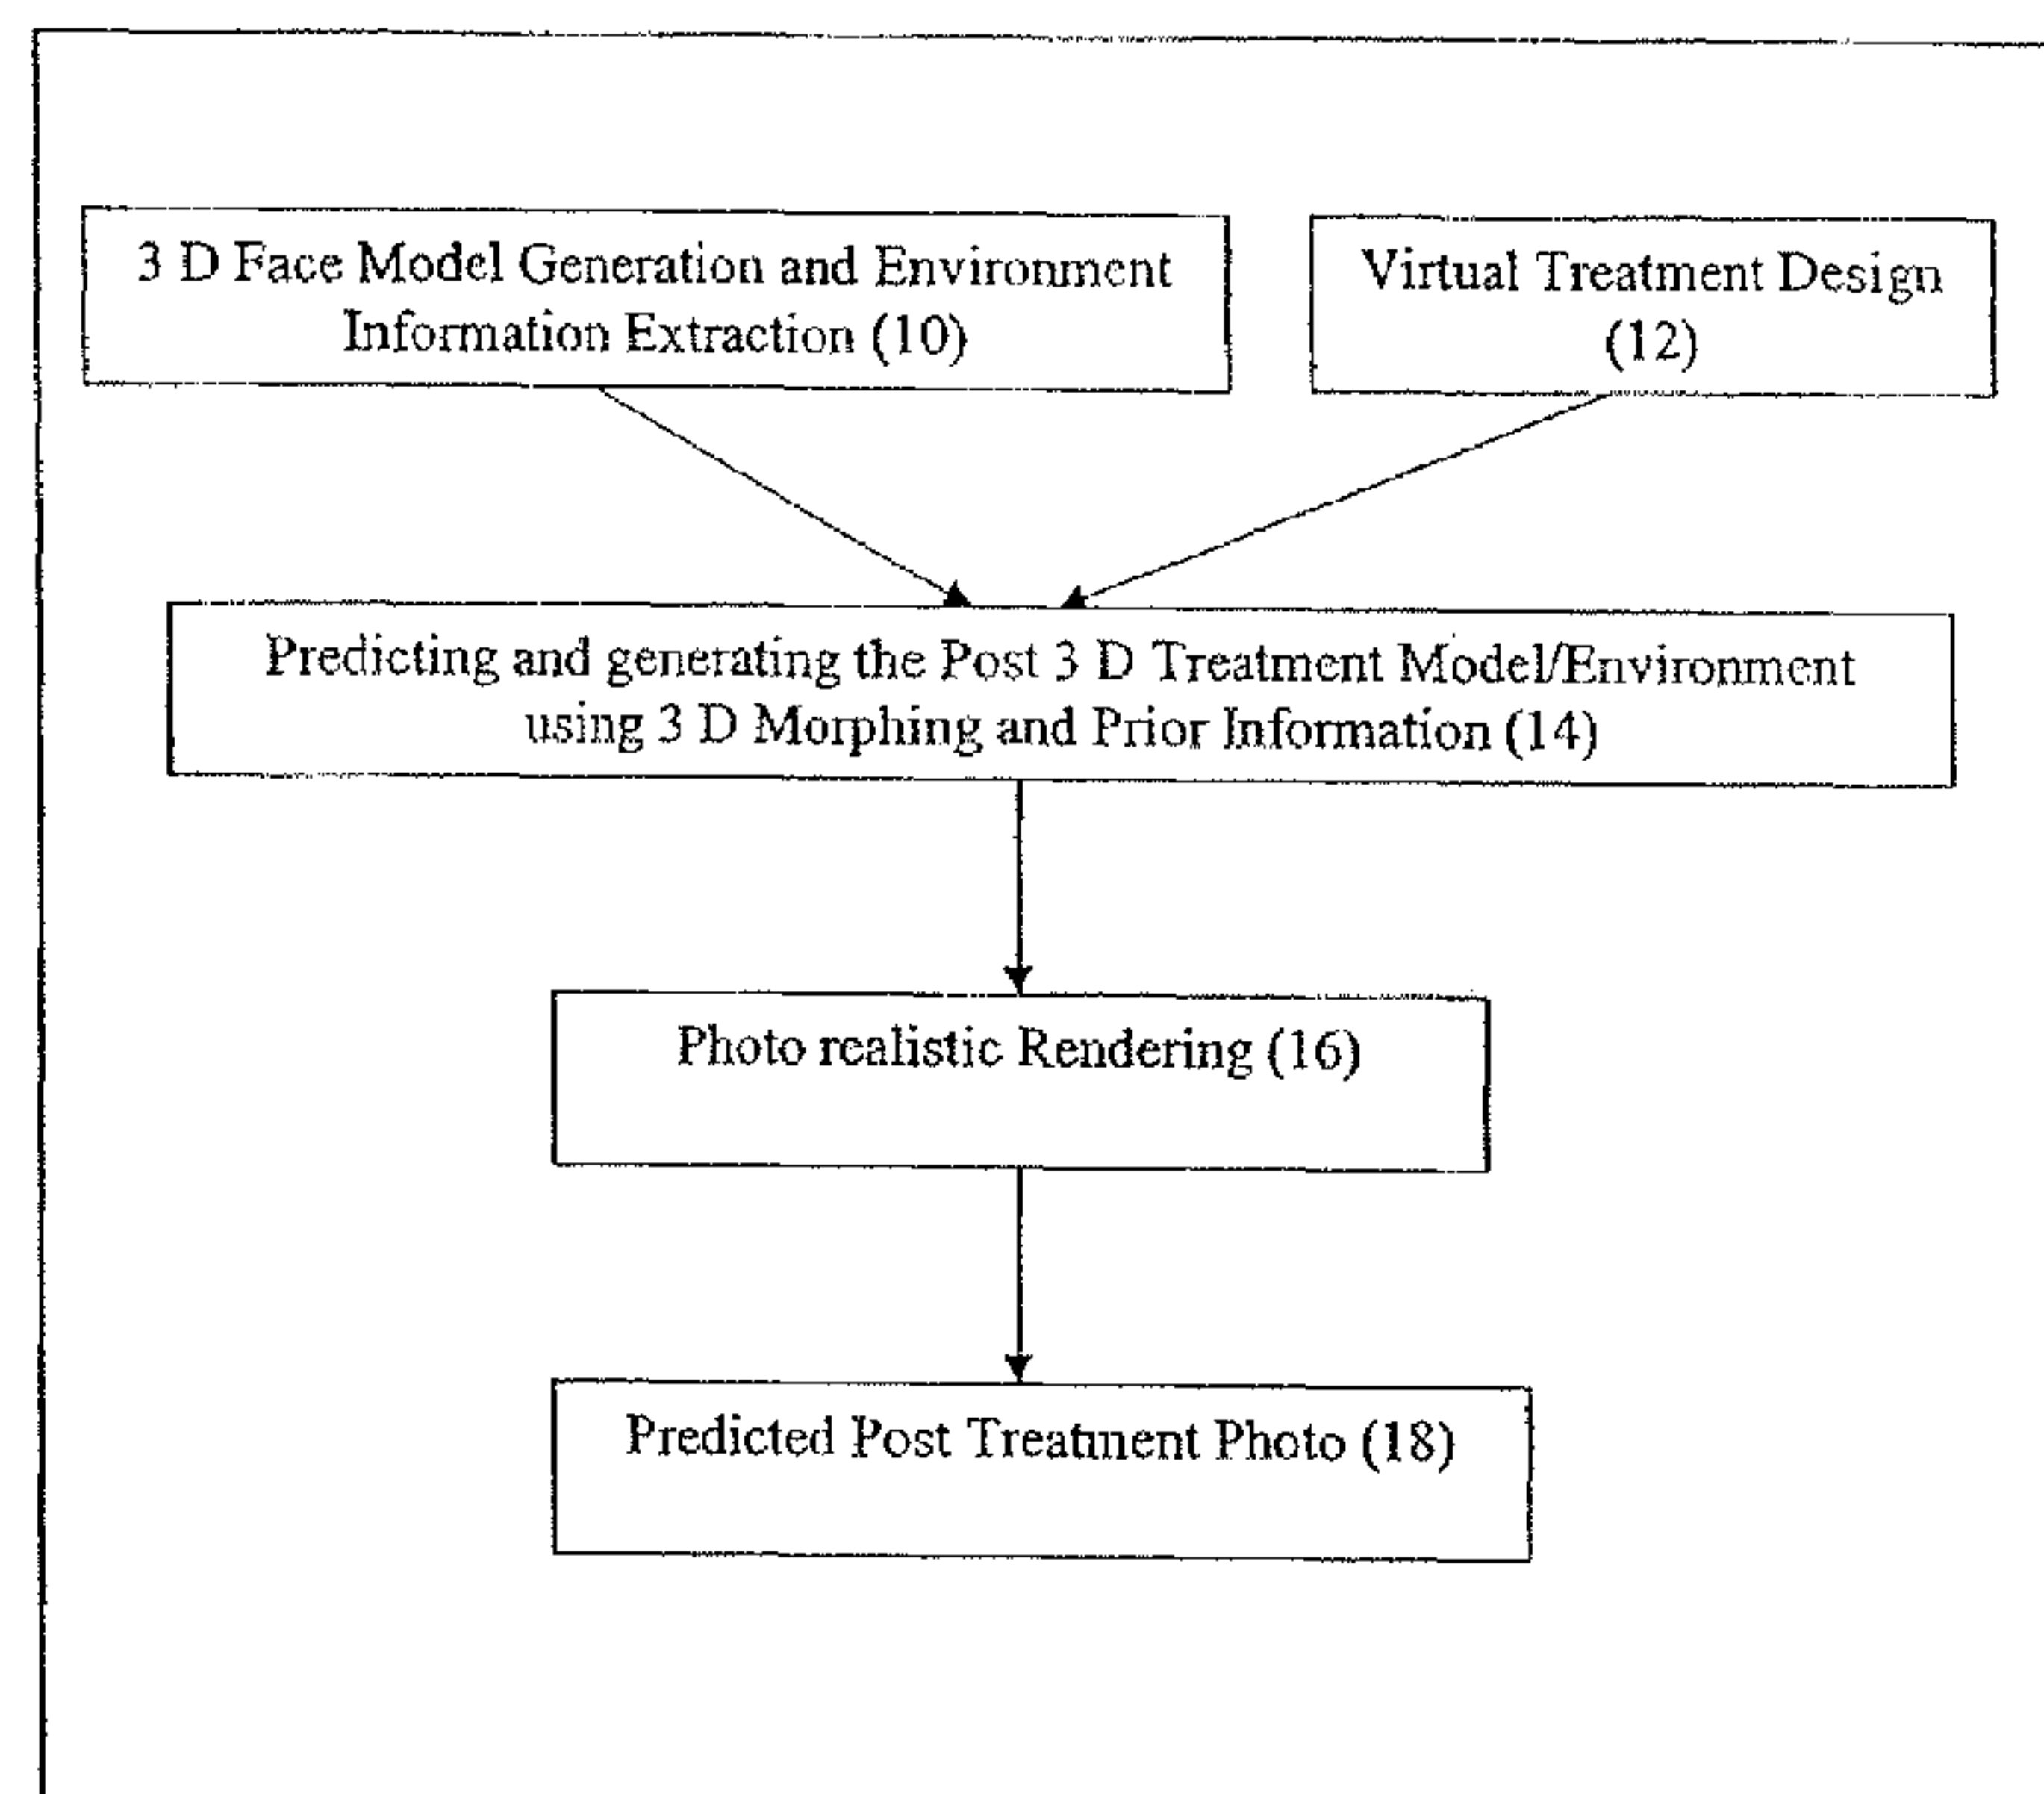 3 D Face Model Generation and Environment
Information Extraction (10)
Virtual Treatment Design
(12)
Predicting and generating the Post 3 D Treatment Model/Environment
using 3 D Morphing and Prior Information (14)
Photo realistic Rendering (16)
Predicted Post Treatment Photo (18)